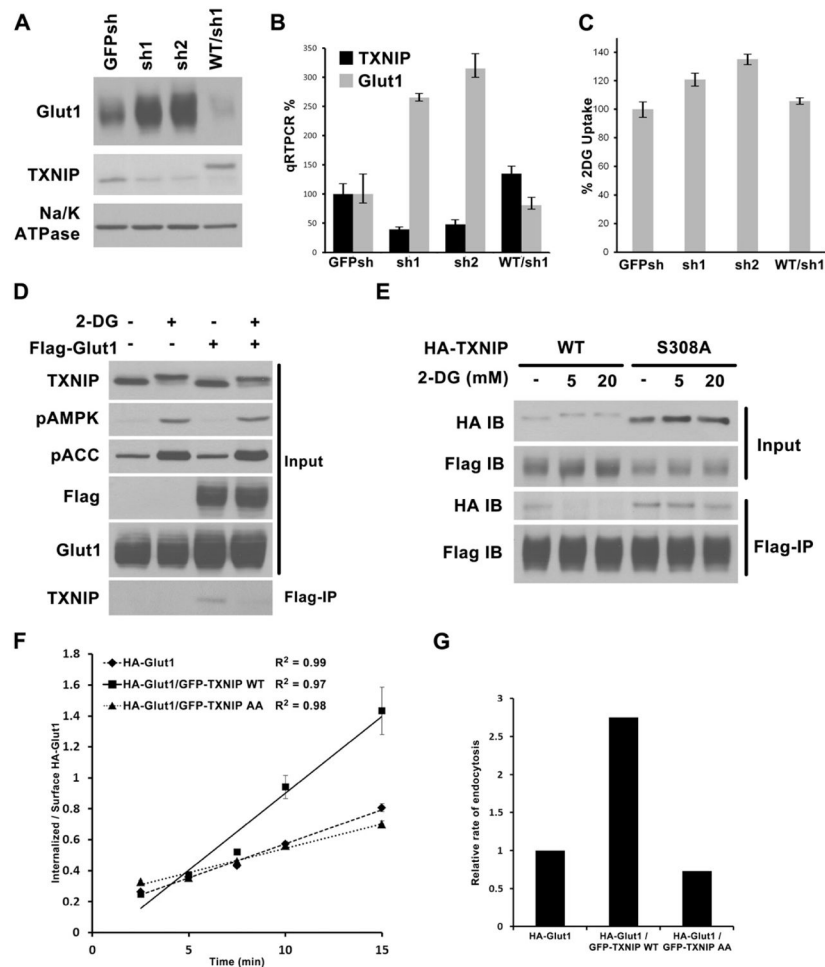 A
GFPsh
sh1
sh2
WT/sh1
Glut1
TXNIP
Na/K
ATPase
B
TXNIP
Glut1
qRTPCR %
350
300
250
200
150
100
50
0
GFPsh
sh1
sh2
WT/sh1
C
% 2DG Uptake
140
120
100
80
60
40
20
0
GFPsh
sh1
sh2
WT/sh1
D
2-DG
- + - +
Flag-Glut1
- - + +
TXNIP
pAMPK
pACC
Flag
Glut1
Input
TXNIP
Flag-IP
E
HA-TXNIP
WT
S308A
2-DG (mM)
- 5 20 - 5 20
HA IB
Flag IB
Input
HA IB
Flag IB
Flag-IP
F
HA-Glut1 R² = 0.99
HA-Glut1/GFP-TXNIP WT R² = 0.97
HA-Glut1/GFP-TXNIP AA R² = 0.98
Internalized / Surface HA-Glut1
1.8
1.6
1.4
1.2
1
0.8
0.6
0.4
0.2
0
0
5
10
15
Time (min)
G
Relative rate of endocytosis
3
2.5
2
1.5
1
0.5
0
HA-Glut1
HA-Glut1 /
GFP-TXNIP WT
HA-Glut1 /
GFP-TXNIP AA